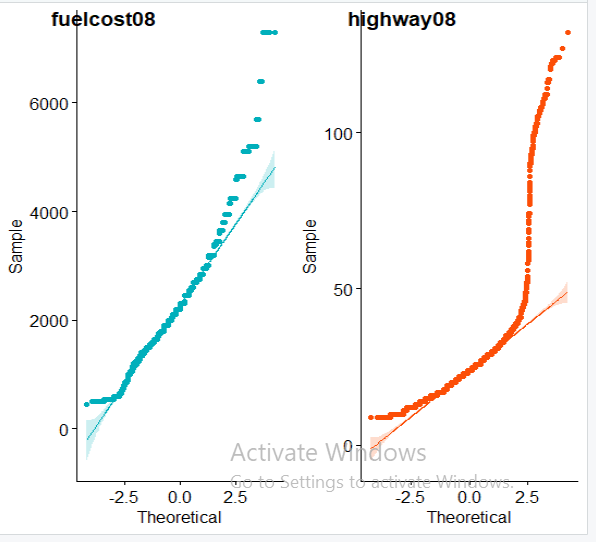 fuelcost08
highway08
6000
4000
2000
0
Sample
-2.5 0.0 2.5
Theoretical
100
50
0
Sample
-2.5 0.0 2.5
Theoretical
Activate Windows
Go to Settings to activate Windows.